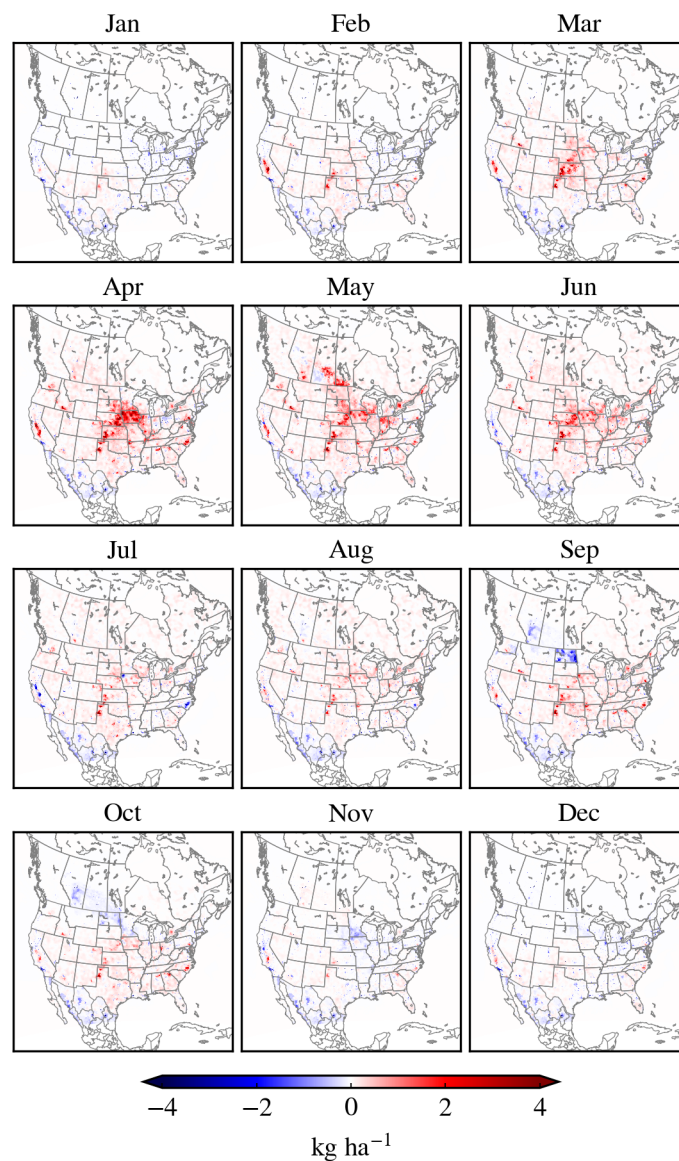 Jan Feb Mar
Apr May Jun
Jul Aug Sep
Oct Nov Dec
−4 −2 0 2 4
kg ha⁻¹